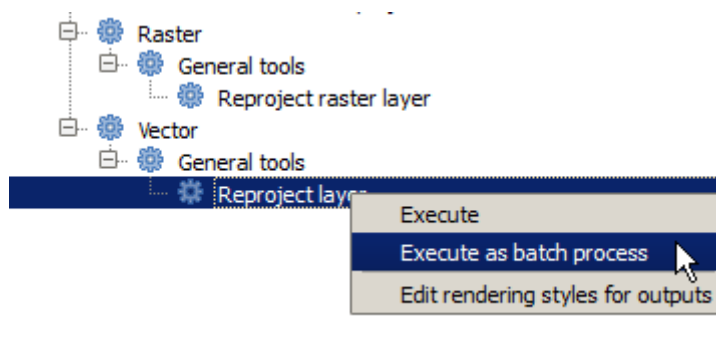 Raster
General tools
Reproject raster layer
Vector
General tools
Reproject layer
Execute
Execute as batch process
Edit rendering styles for outputs